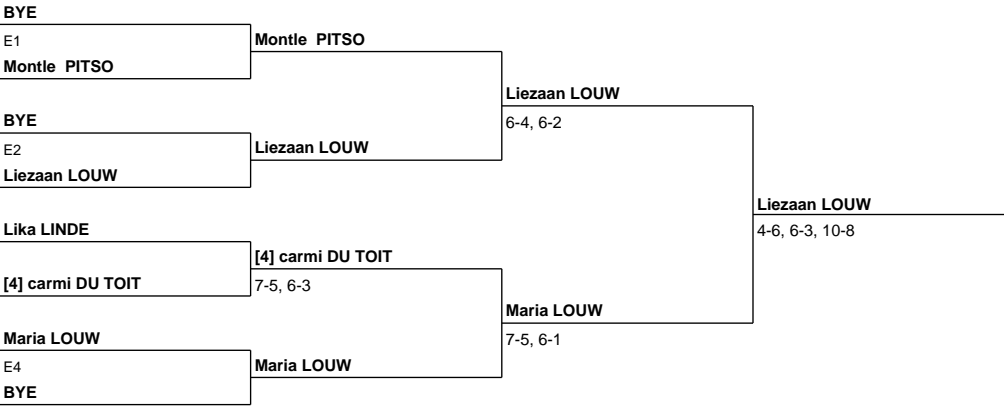 BYE
E1
Montle PITSO
BYE
E2
Liezaan LOUW
Lika LINDE
[4] carmi DU TOIT
Maria LOUW
E4
BYE
Montle PITSO
Liezaan LOUW
[4] carmi DU TOIT
7-5, 6-3
Maria LOUW
Liezaan LOUW
6-4, 6-2
Maria LOUW
7-5, 6-1
Liezaan LOUW
4-6, 6-3, 10-8